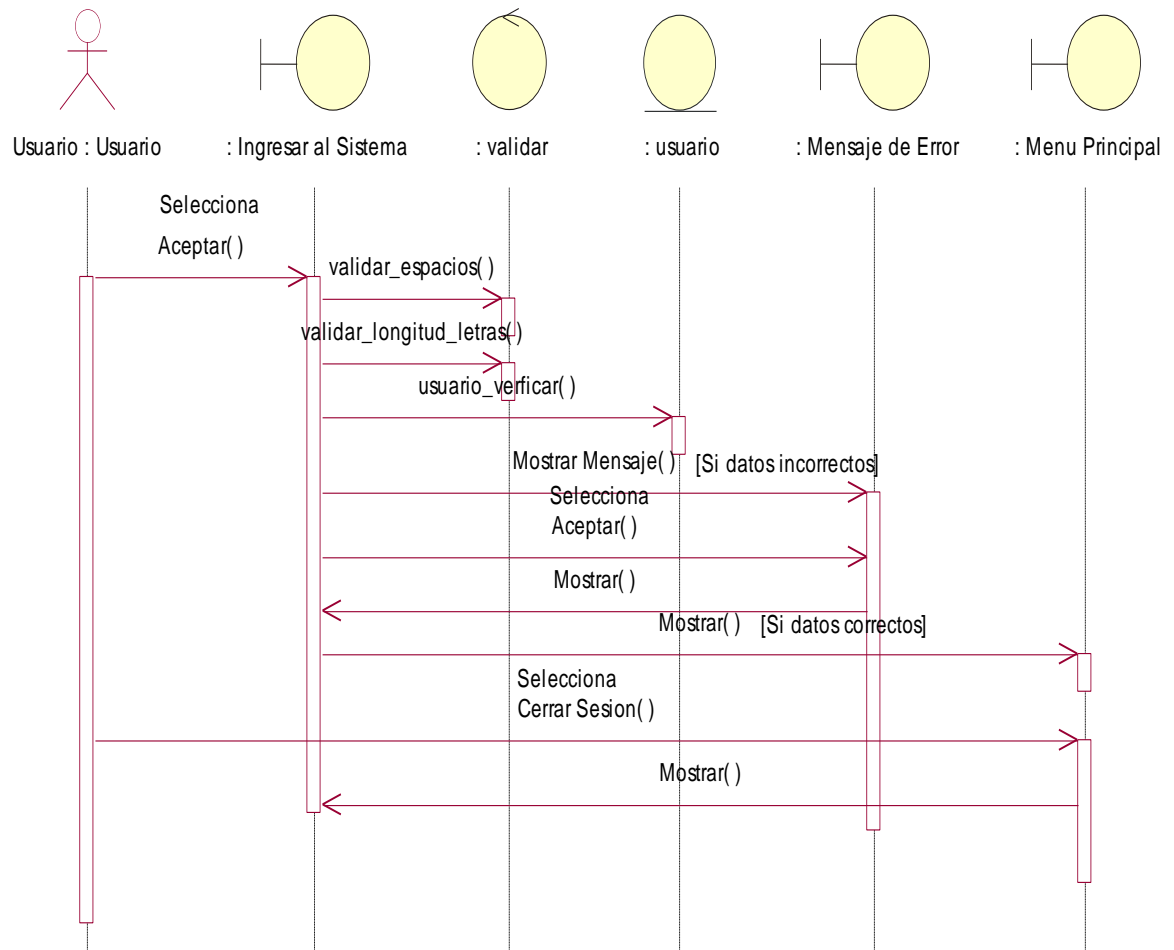 Usuario : Usuario
: Ingresar al Sistema
: validar
: usuario
: Mensaje de Error
: Menu Principal
Selecciona
Aceptar( )
validar_espacios( )
validar_longitud_letras( )
usuario_verficar( )
Mostrar Mensaje( )
[Si datos incorrectos]
Selecciona
Aceptar( )
Mostrar( )
Mostrar( )
[Si datos correctos]
Selecciona
Cerrar Sesion( )
Mostrar( )